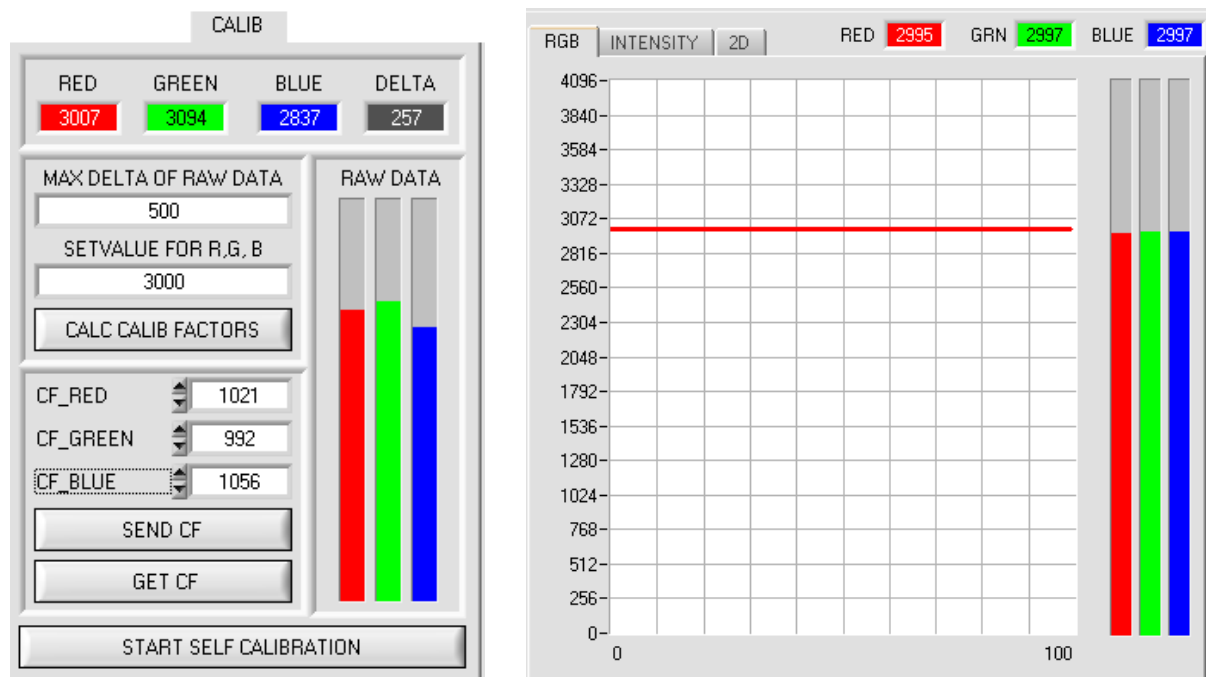 CALIB
RED GREEN BLUE DELTA
3007 3094 2837 257
MAX DELTA OF RAW DATA
500
SETVALUE FOR R,G, B
3000
CALC CALIB FACTORS
RAW DATA
CF_RED 1021
CF_GREEN 992
CF_BLUE 1056
SEND CF
GET CF
START SELF CALIBRATION
RGB INTENSITY 2D RED 2995 GRN 2997 BLUE 2997
4096
3840
3584
3328
3072
2816
2560
2304
2048
1792
1536
1280
1024
768
512
256
0
0 100